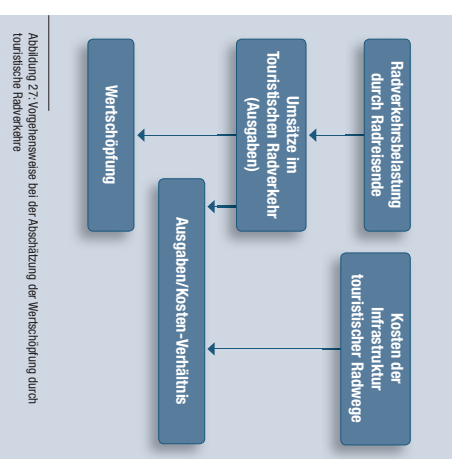 Radverkehrsbelastung
durch Radreisende
Kosten der
Infrastruktur
touristischer Radwege
Umsätze im
Touristischen Radverkehr
(Ausgaben)
Ausgaben/Kosten-Verhältnis
Wertschöpfung
Abbildung 27: Vorgehensweise bei der Abschätzung der Wertschöpfung durch
touristische Radverkehre